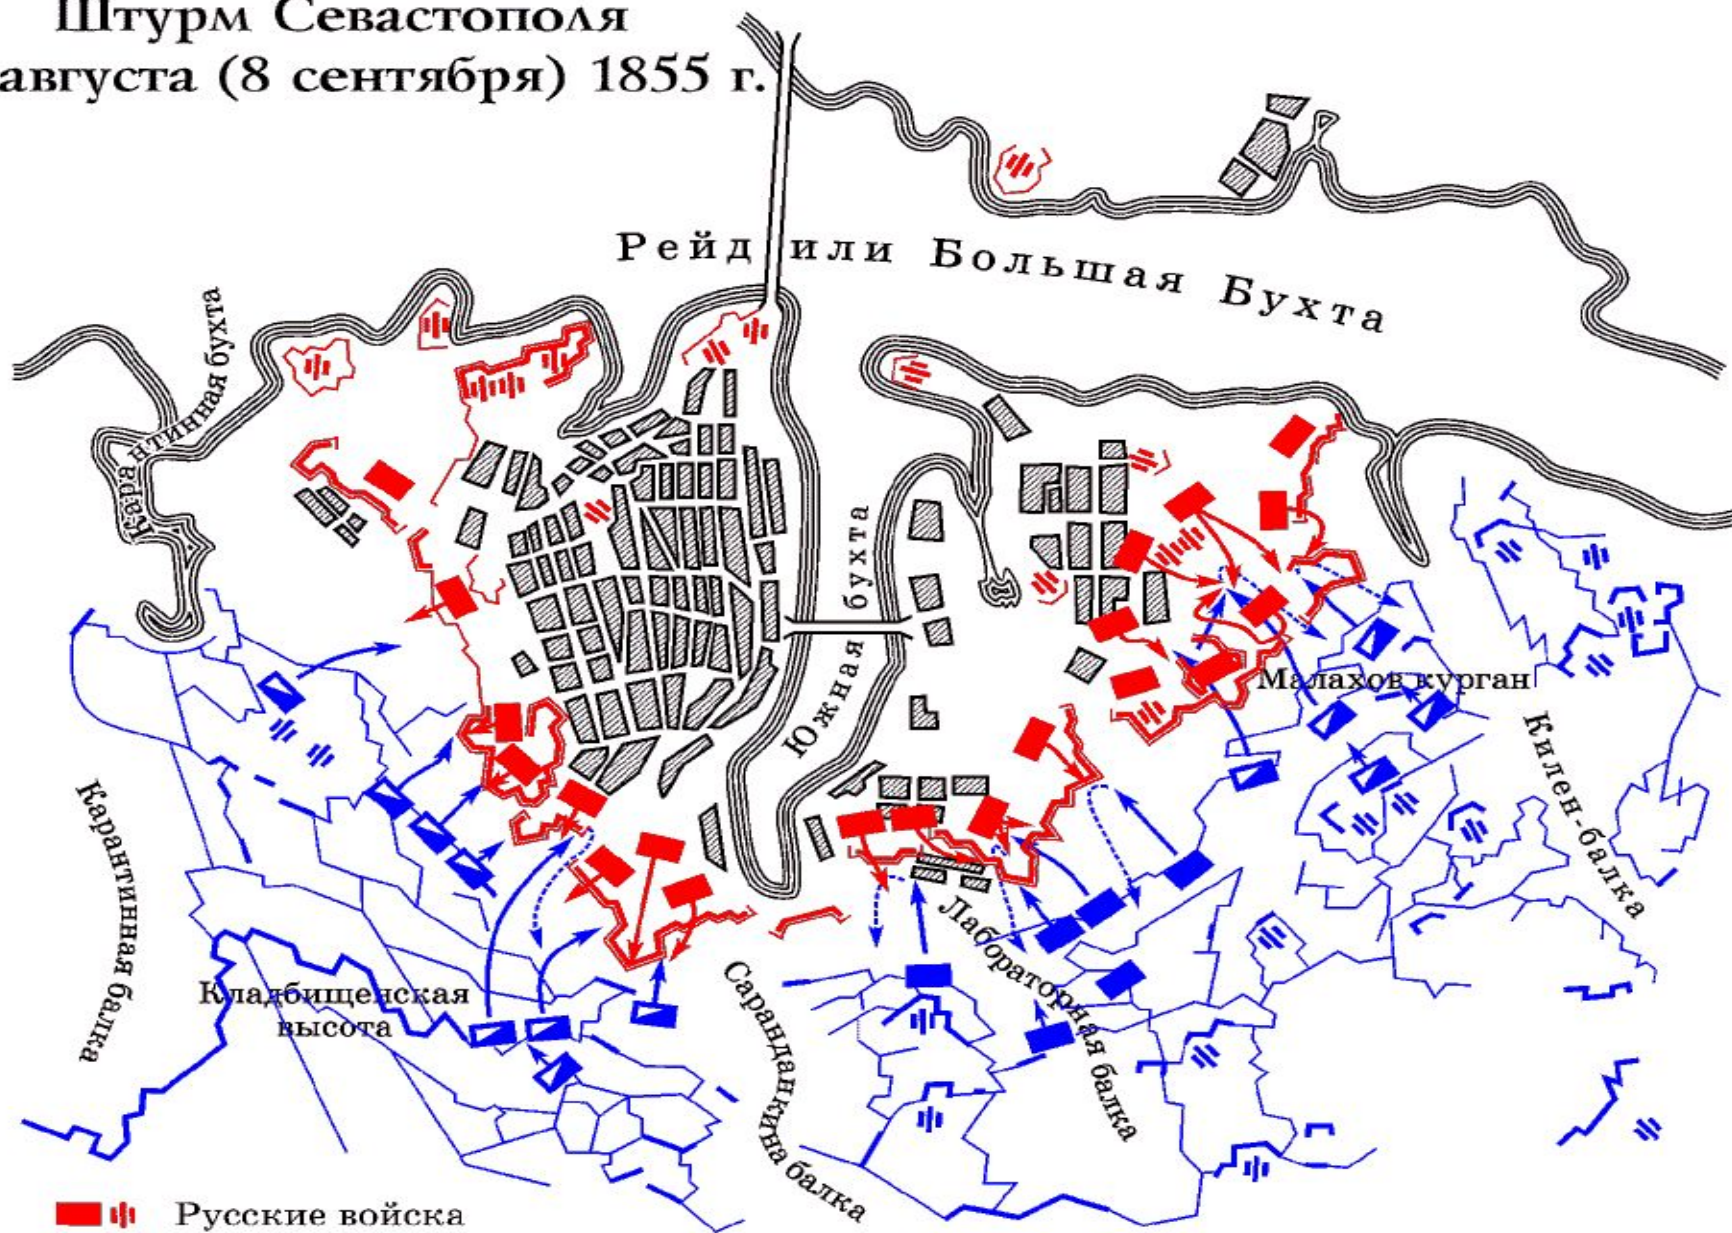 Штурм Севастополя
августа (8 сентября) 1855 г.
Рейд или Большая Бухта
Карантинная бухта
Южная бухта
Малахов курган
Килен-балка
Карантинная балка
Кладбищенская
высота
Лабораторная балка
Сарандакина балка
Русские войска